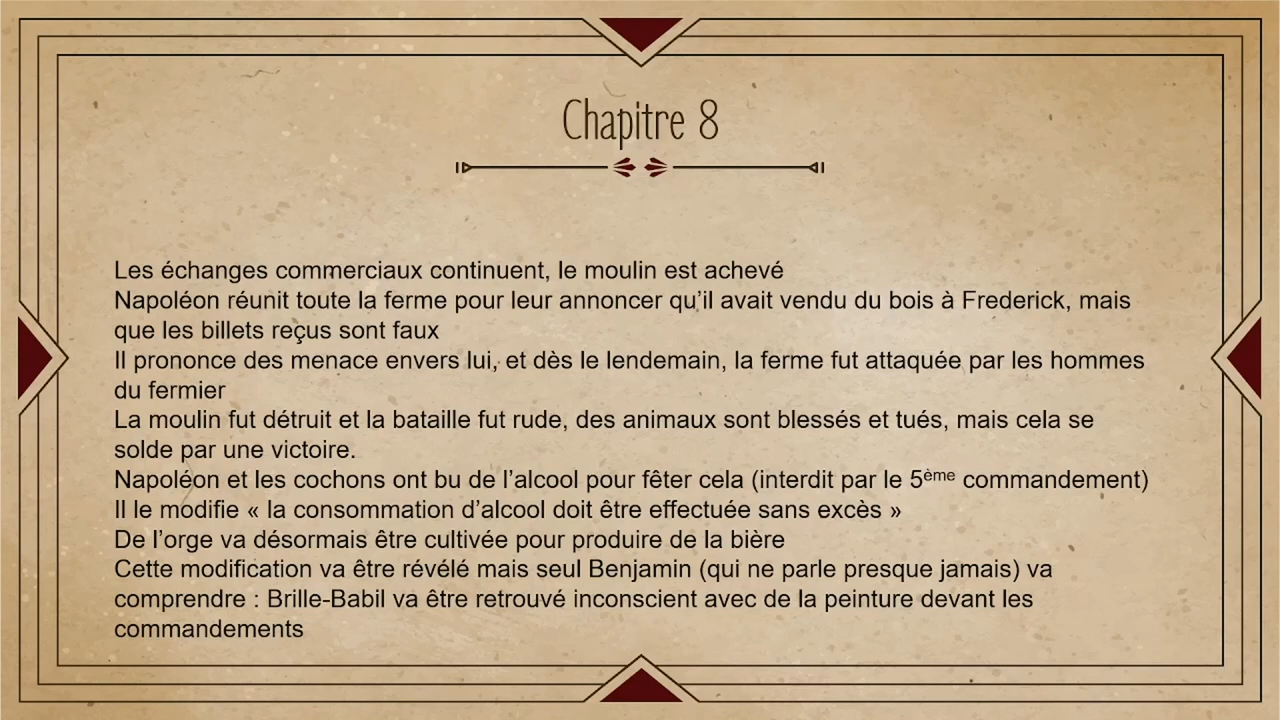 Chapitre 8
Les échanges commerciaux continuent, le moulin est achevé
Napoléon réunit toute la ferme pour leur annoncer qu’il avait vendu du bois à Frederick, mais
que les billets reçus sont faux
Il prononce des menace envers lui, et dès le lendemain, la ferme fut attaquée par les hommes
du fermier
La moulin fut détruit et la bataille fut rude, des animaux sont blessés et tués, mais cela se
solde par une victoire.
Napoléon et les cochons ont bu de l’alcool pour fêter cela (interdit par le 5ème commandement)
Il le modifie « la consommation d’alcool doit être effectuée sans excès »
De l’orge va désormais être cultivée pour produire de la bière
Cette modification va être révélé mais seul Benjamin (qui ne parle presque jamais) va
comprendre : Brille-Babil va être retrouvé inconscient avec de la peinture devant les
commandements